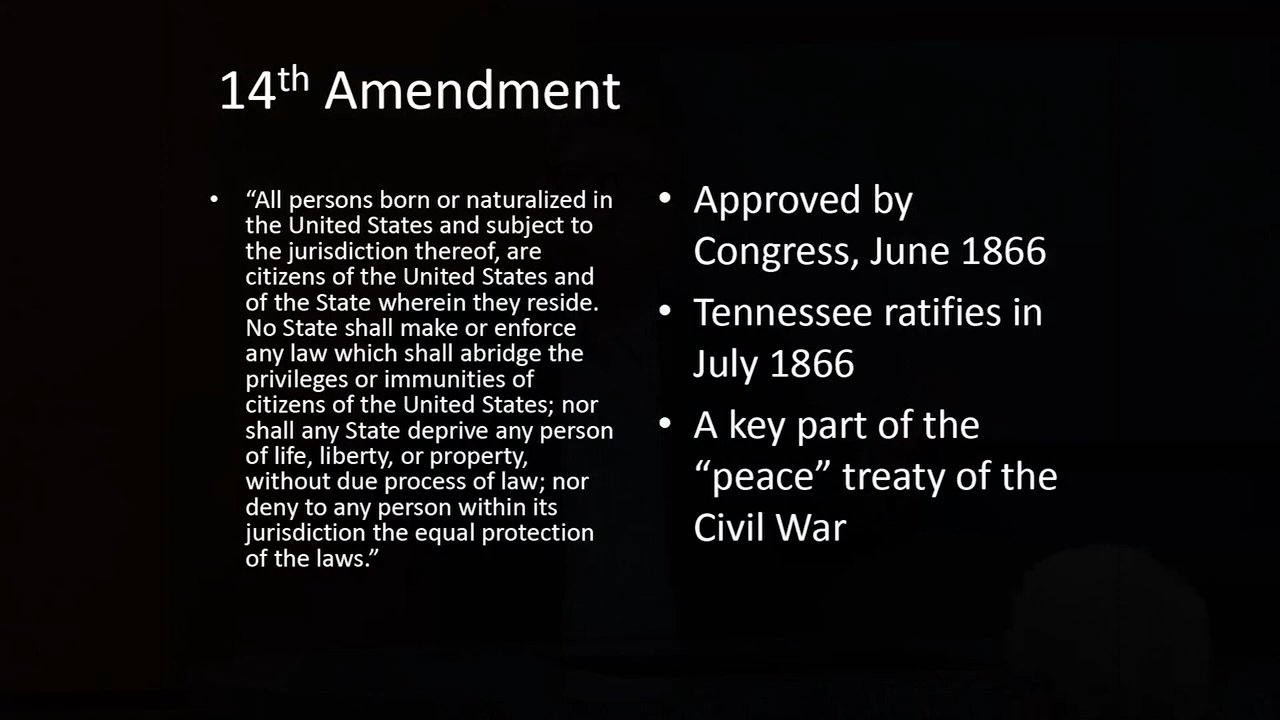 14th Amendment
• “All persons born or naturalized in
the United States and subject to
the jurisdiction thereof, are
citizens of the United States and
of the State wherein they reside.
No State shall make or enforce
any law which shall abridge the
privileges or immunities of
citizens of the United States; nor
shall any State deprive any person
of life, liberty, or property,
without due process of law; nor
deny to any person within its
jurisdiction the equal protection
of the laws.”
• Approved by
Congress, June 1866
• Tennessee ratifies in
July 1866
• A key part of the
“peace” treaty of the
Civil War